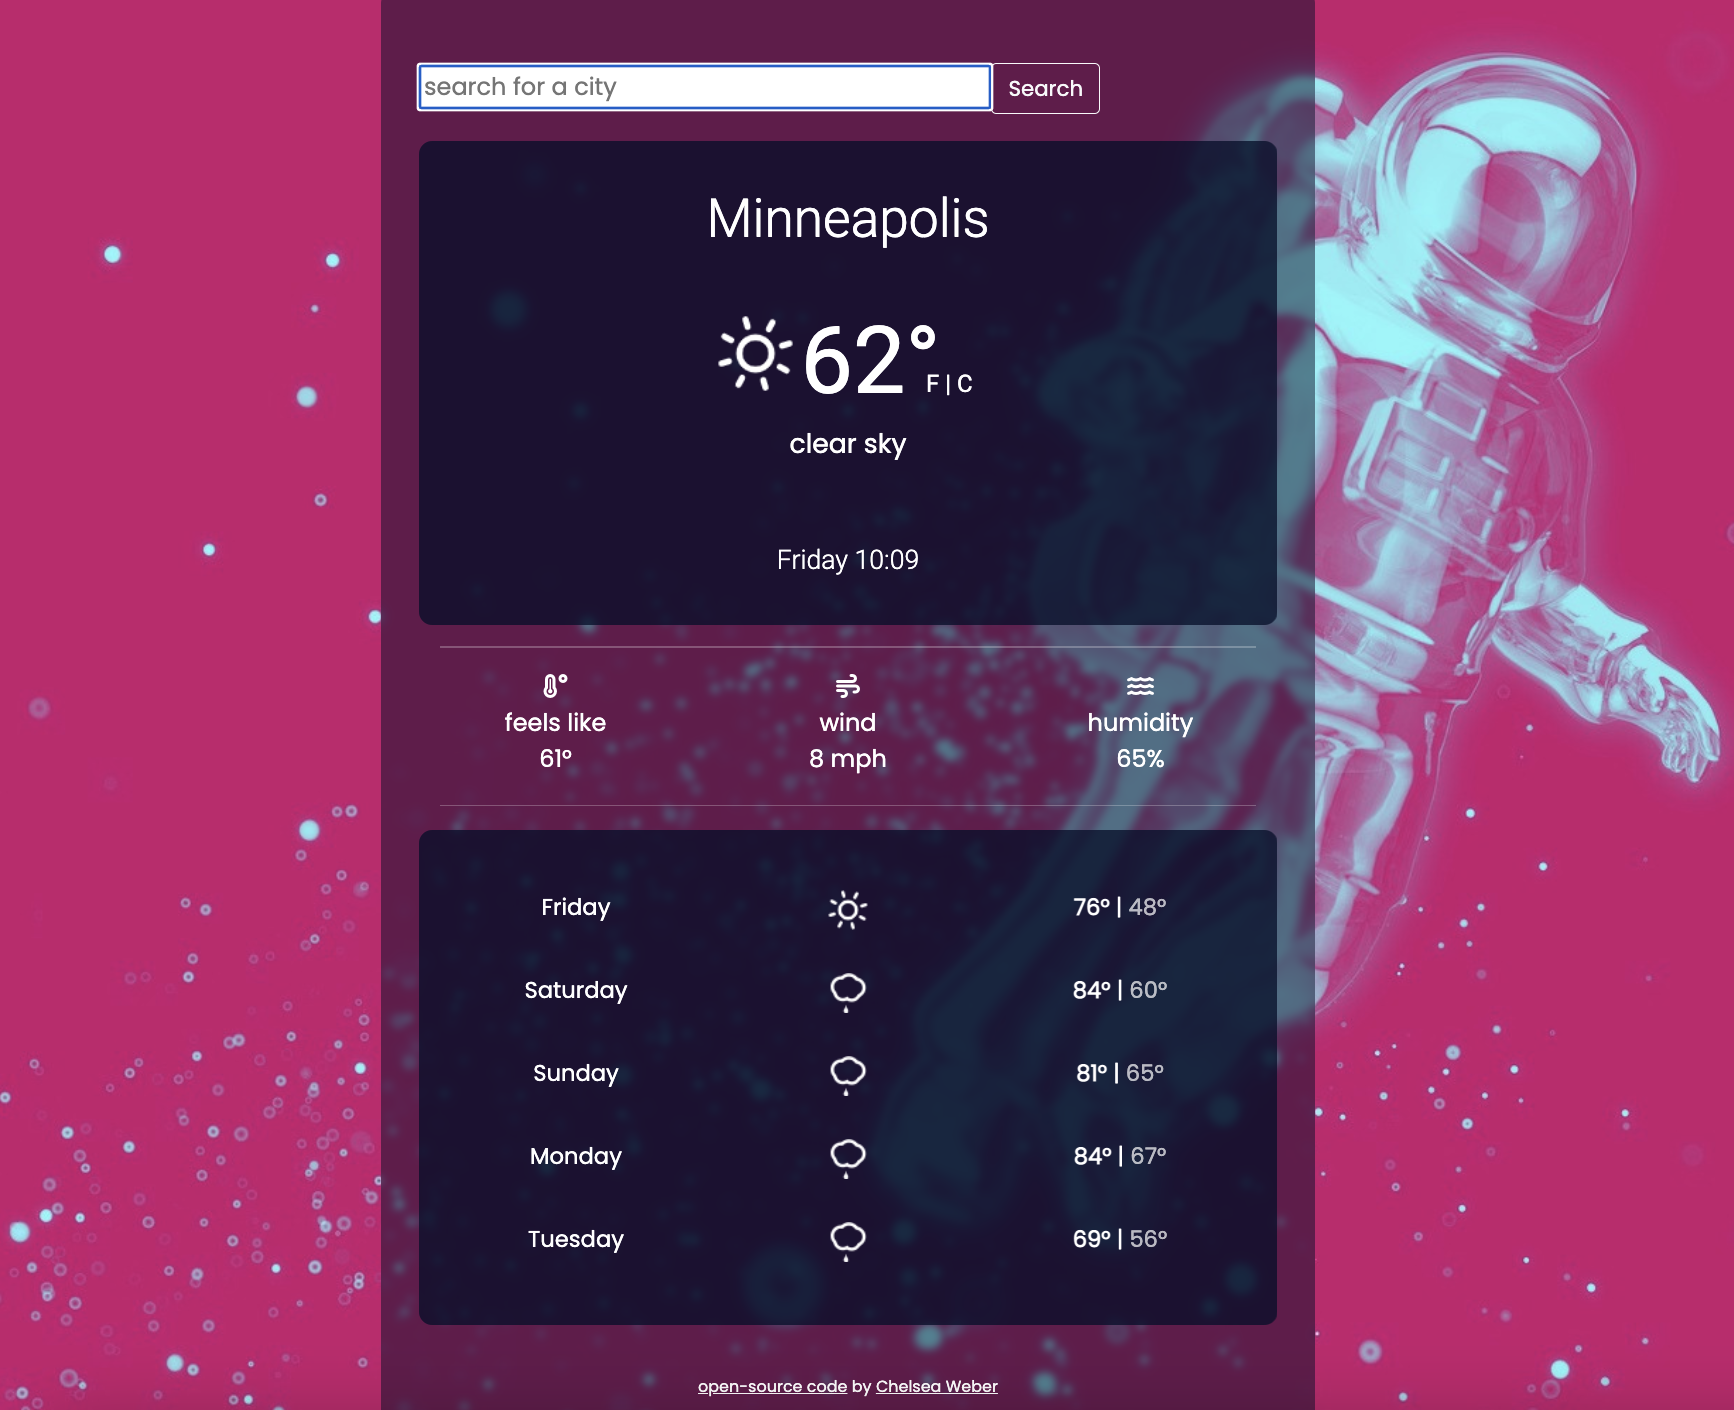 search for a city
Search
Minneapolis
62°
F | C
clear sky
Friday 10:09
feels like
61°
wind
8 mph
humidity
65%
Friday
76° | 48°
Saturday
84° | 60°
Sunday
81° | 65°
Monday
84° | 67°
Tuesday
69° | 56°
open-source code by Chelsea Weber